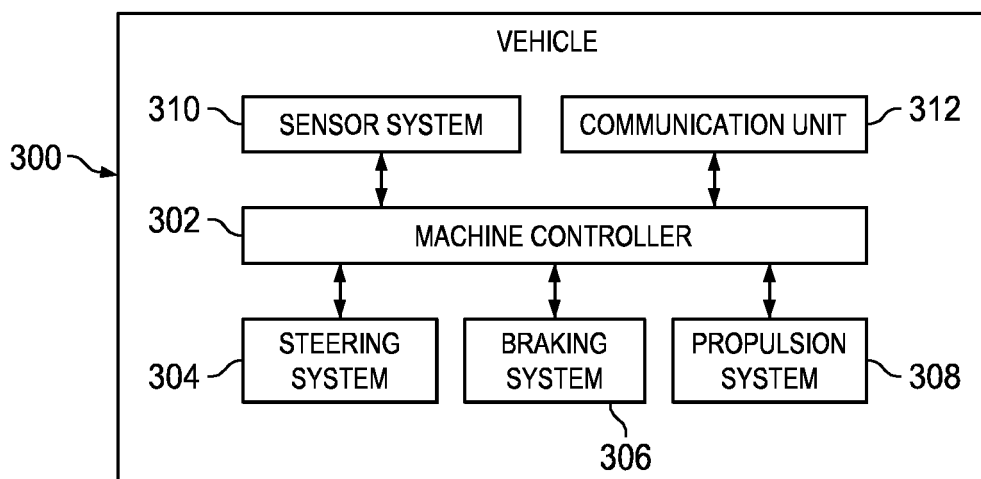 VEHICLE
310
SENSOR SYSTEM
COMMUNICATION UNIT
312
300
302
MACHINE CONTROLLER
304
STEERING
SYSTEM
BRAKING
SYSTEM
PROPULSION
SYSTEM
308
306